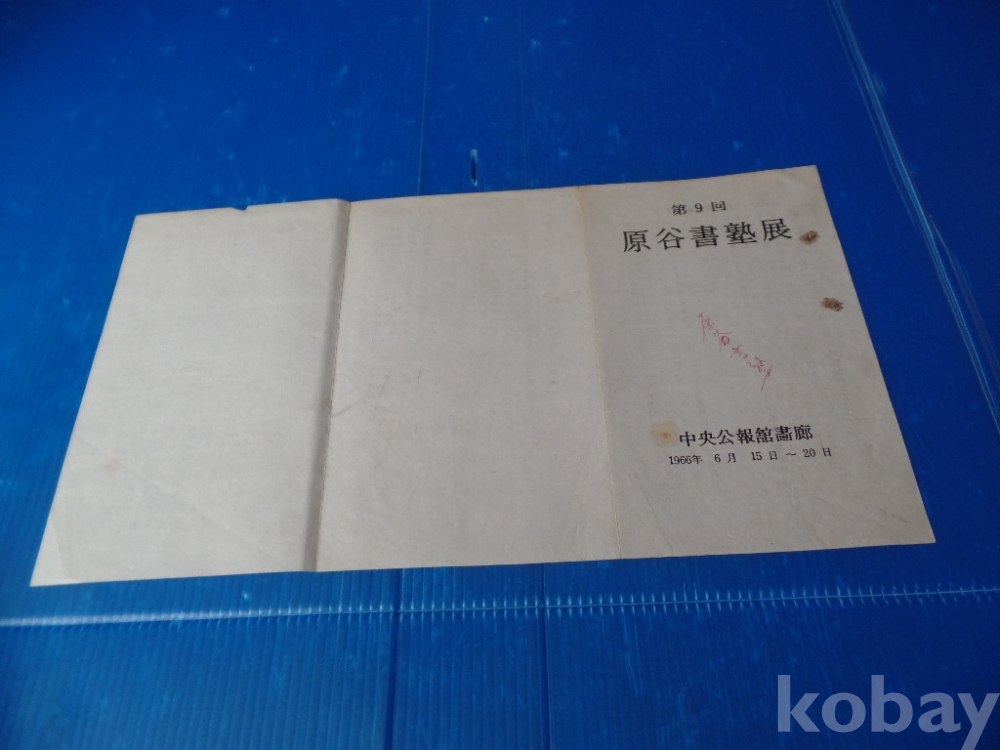 第 9 回
原谷書塾展
中央公報舘畵廊
1966年 6月 15日 ~ 20日
kobay